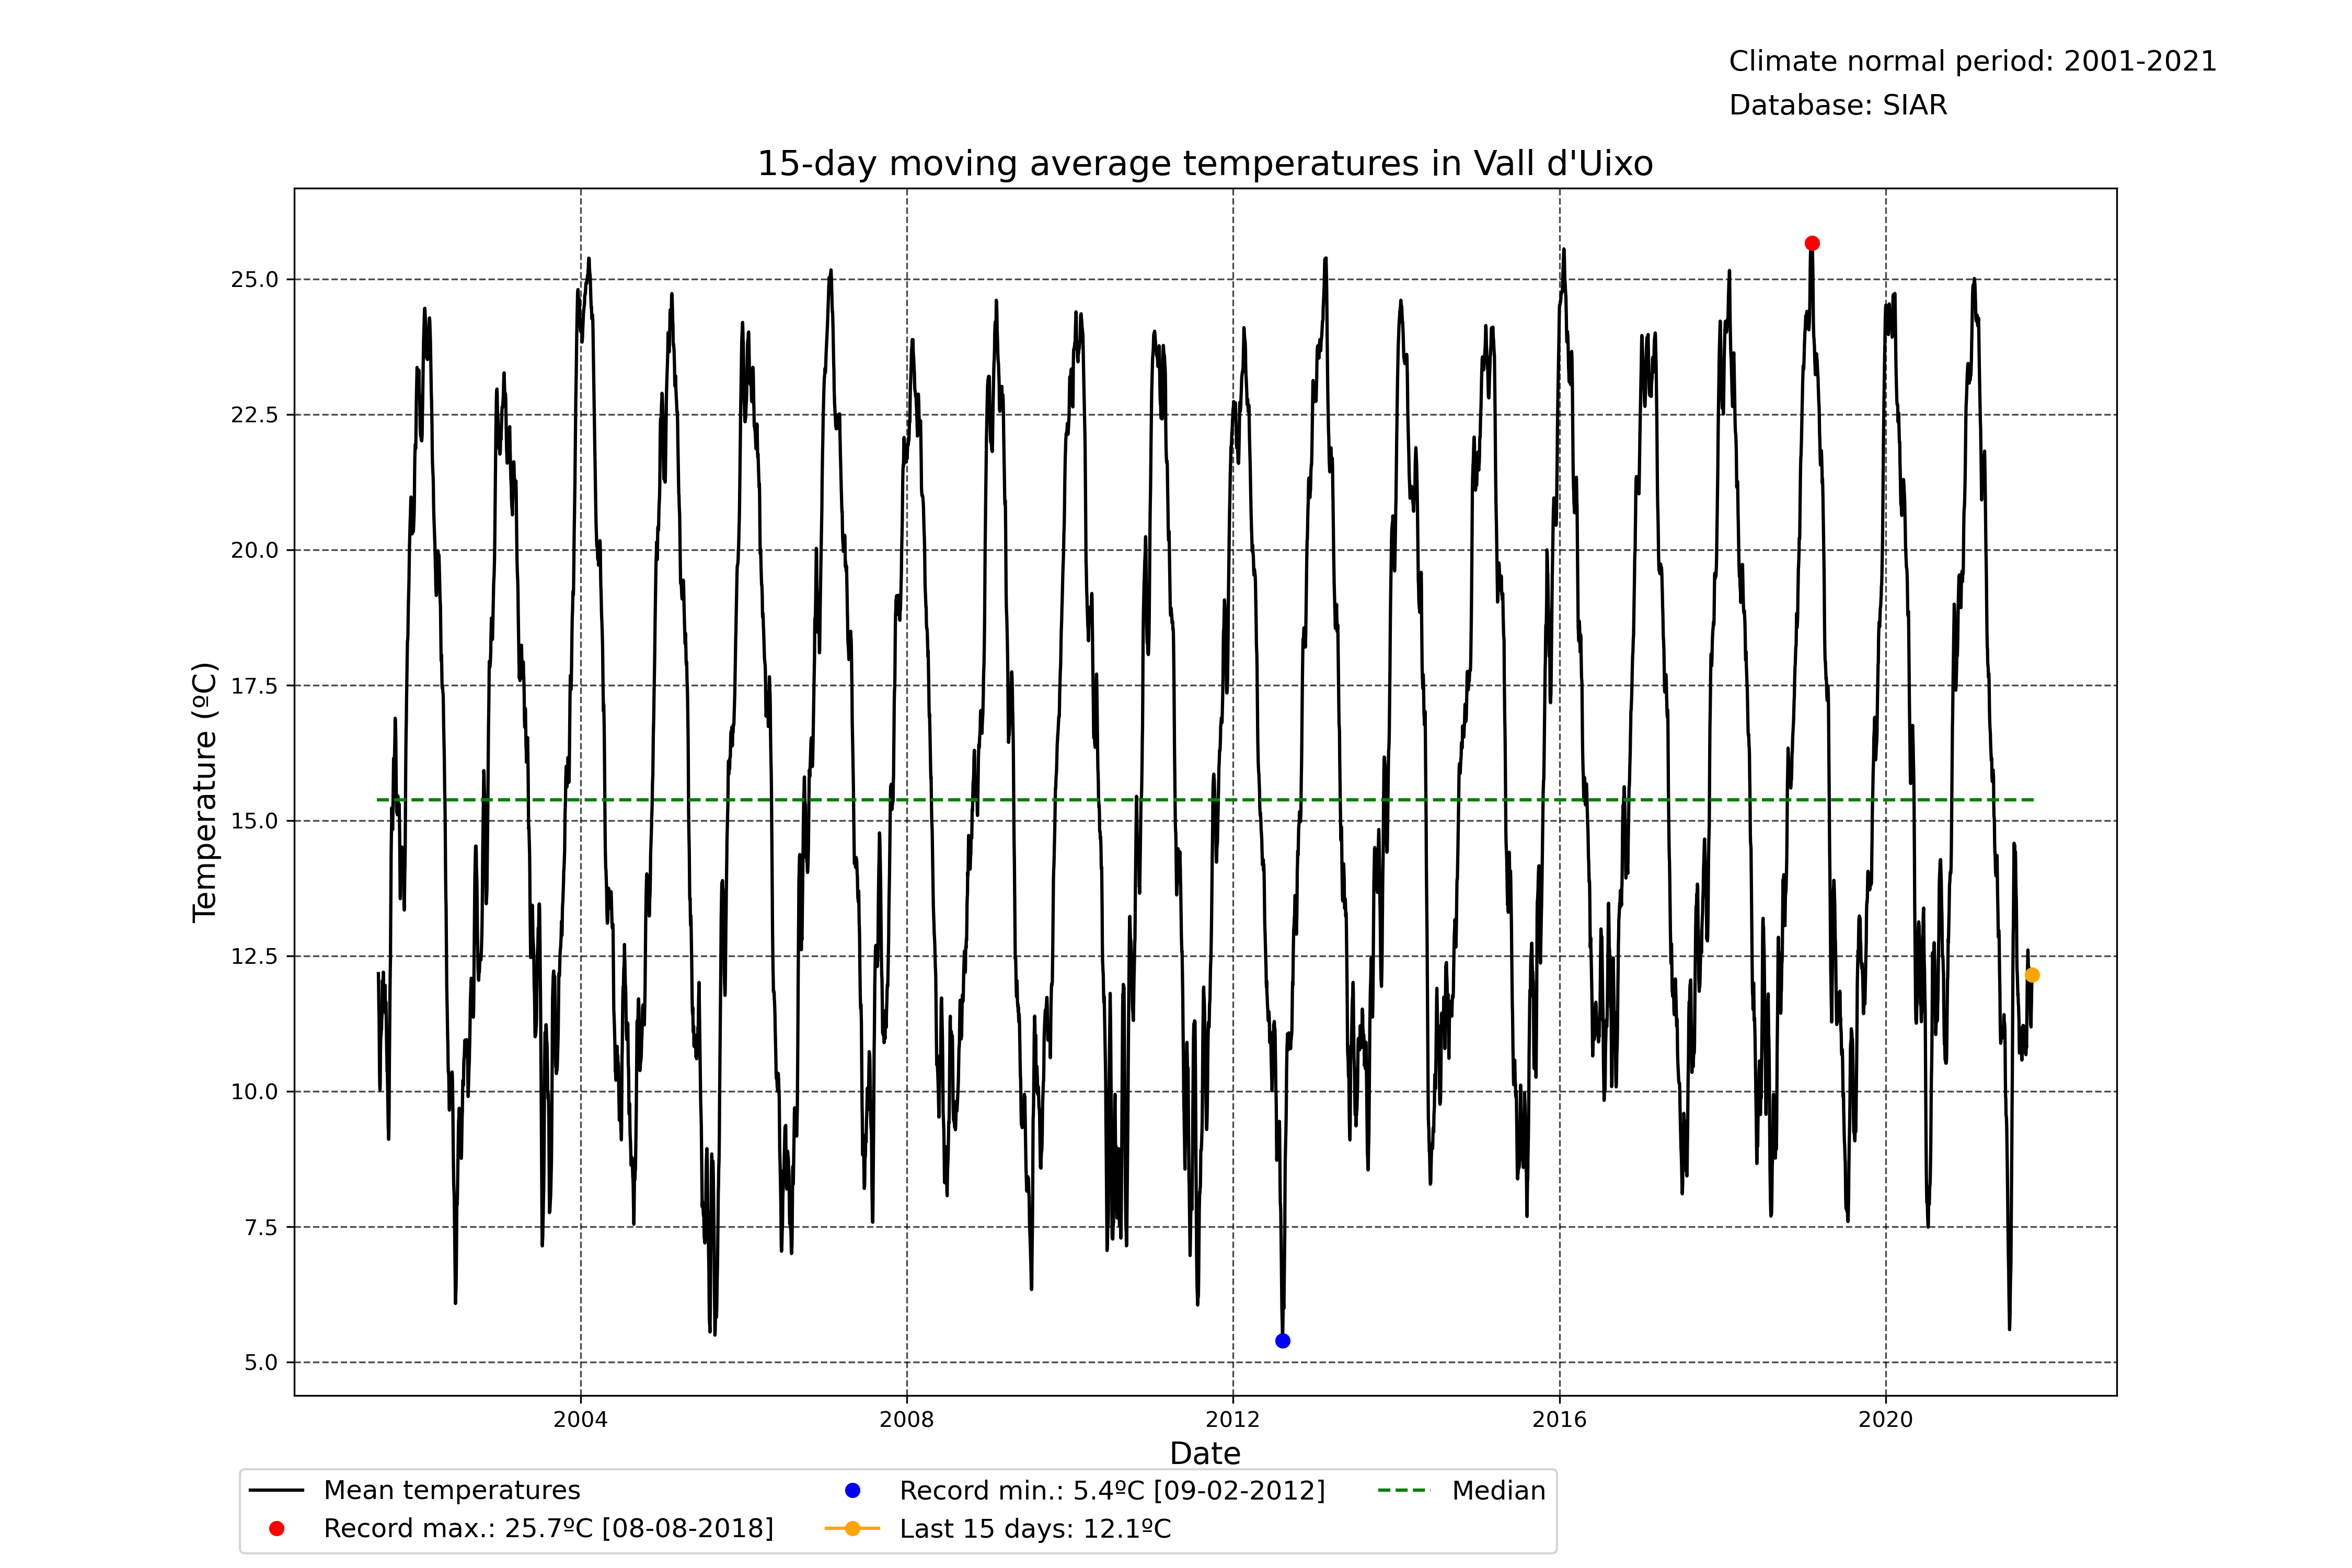 Climate normal period: 2001-2021
Database: SIAR
15-day moving average temperatures in Vall d'Uixo
Temperature (ºC)
25.0
22.5
20.0
17.5
15.0
12.5
10.0
7.5
5.0
2004
2008
2012
2016
2020
Date
Mean temperatures
Record max.: 25.7ºC [08-08-2018]
Record min.: 5.4ºC [09-02-2012]
Last 15 days: 12.1ºC
Median